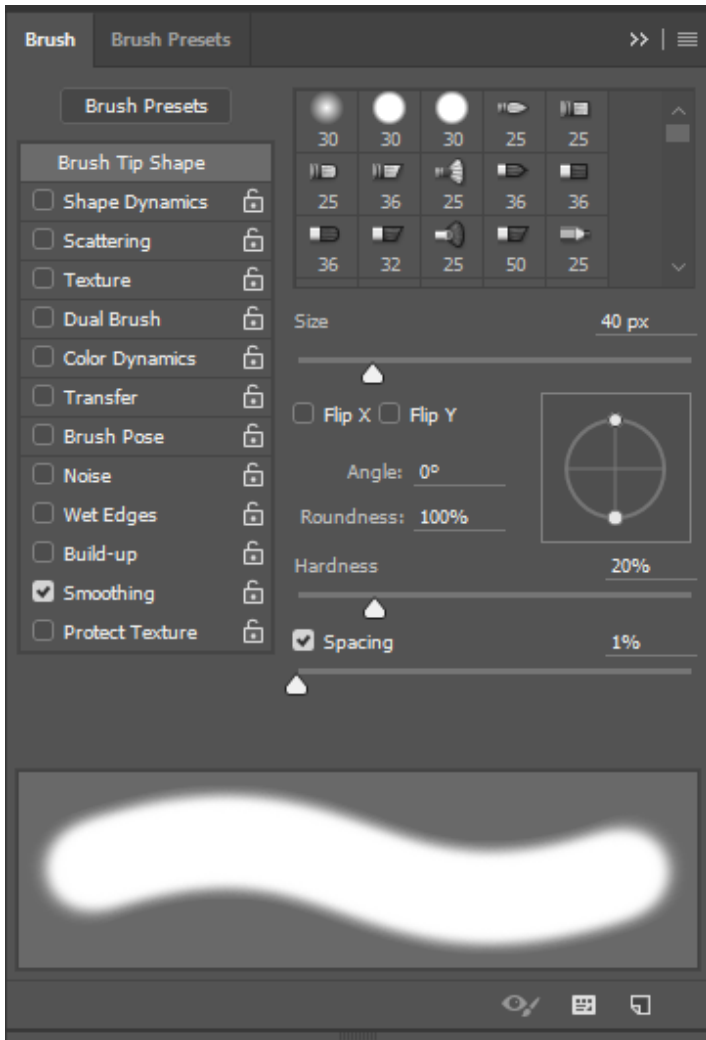 Brush Brush Presets
Brush Presets
Brush Tip Shape
Shape Dynamics
Scattering
Texture
Dual Brush
Color Dynamics
Transfer
Brush Pose
Noise
Wet Edges
Build-up
Smoothing
Protect Texture
30 30 30 25 25
25 36 25 36 36
36 32 25 50 25
Size 40 px
Flip X Flip Y
Angle: 0º
Roundness: 100%
Hardness 20%
Spacing 1%